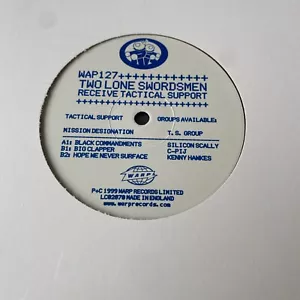 WAP127+++++++++++++++
TWO LONE SWORDSMEN
RECEIVE TACTICAL SUPPORT
TACTICAL SUPPORT GROUPS AVAILABLE:
MISSION DESIGNATION T.S. GROUP
A1: BLACK COMMANDMENTS SILICON SCALLY
B1: BIG CLAPPER C-PIJ
B2: HOPE WE NEVER SURFACE KENNY HAWKES
WARP
P+C 1999 WARP RECORDS LIMITED
LC02070 MADE IN ENGLAND
www.warprecords.com